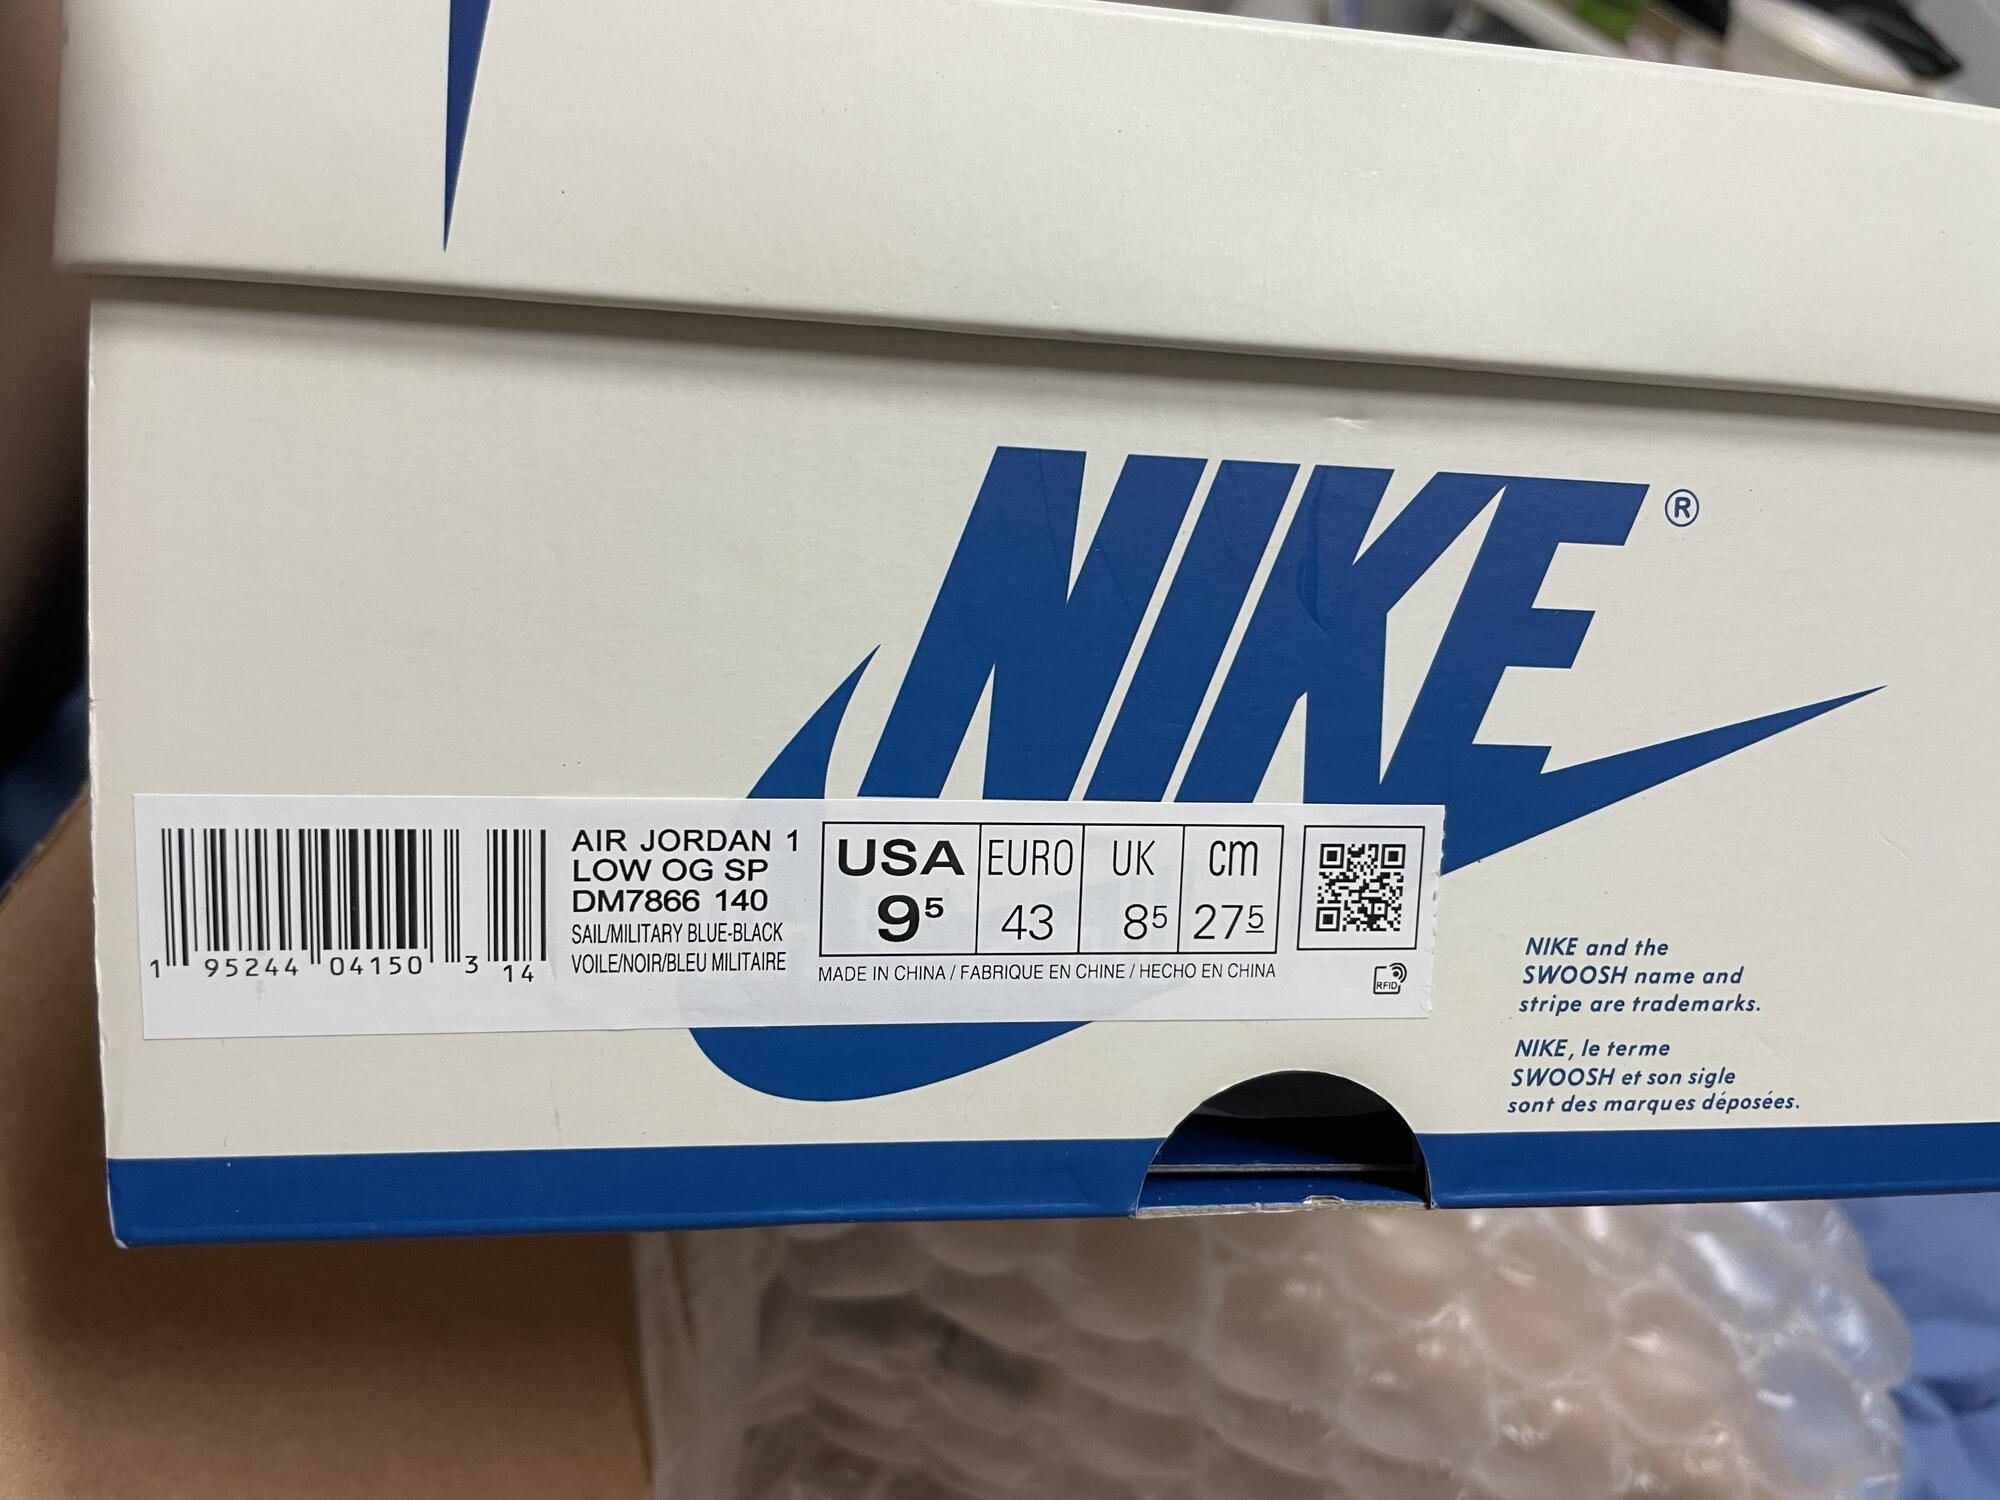 NIKE®
AIR JORDAN 1
LOW OG SP
DM7866 140
SAIL/MILITARY BLUE-BLACK
VOILE/NOIR/BLEU MILITAIRE
1 95244 04150 3 14
USA EURO UK cm
9⁵ 43 8⁵ 27⁵
MADE IN CHINA / FABRIQUE EN CHINE / HECHO EN CHINA
RFID
NIKE and the
SWOOSH name and
stripe are trademarks.
NIKE, le terme
SWOOSH et son sigle
sont des marques déposées.